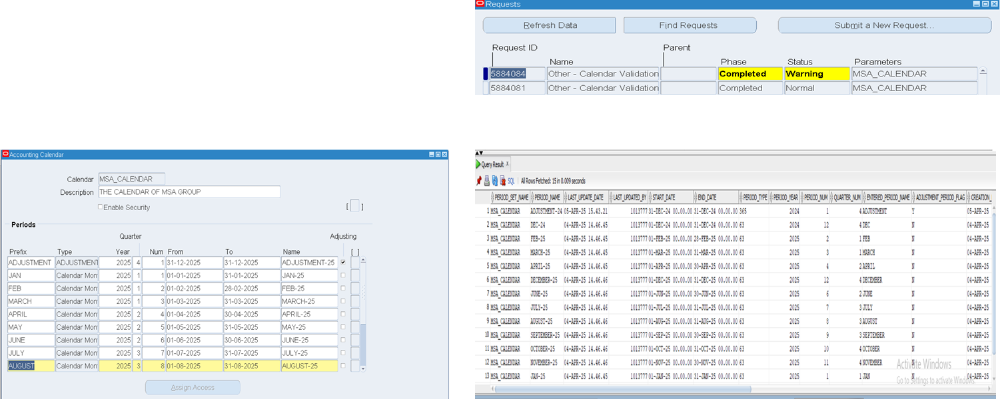 Requests
Refresh Data Find Requests Submit a New Request...
Request ID Parent
Name Phase Status Parameters
5884084 Other - Calendar Validation Completed Warning MSA_CALENDAR
5884081 Other - Calendar Validation Completed Normal MSA_CALENDAR
Accounting Calendar
Calendar MSA_CALENDAR
Description THE CALENDAR OF MSA GROUP
Enable Security
[ ]
Periods
Quarter Adjusting
Prefix Type Year Num From To Name [ ]
ADJUSTMENT ADJUSTMENT 2025 4 1 31-12-2025 31-12-2025 ADJUSTMENT-25
JAN Calendar Mon 2025 1 1 01-01-2025 31-01-2025 JAN-25
FEB Calendar Mon 2025 1 2 01-02-2025 28-02-2025 FEB-25
MARCH Calendar Mon 2025 1 3 01-03-2025 31-03-2025 MARCH-25
APRIL Calendar Mon 2025 2 4 01-04-2025 30-04-2025 APRIL-25
MAY Calendar Mon 2025 2 5 01-05-2025 31-05-2025 MAY-25
JUNE Calendar Mon 2025 2 6 01-06-2025 30-06-2025 JUNE-25
JULY Calendar Mon 2025 3 7 01-07-2025 31-07-2025 JULY-25
AUGUST Calendar Mon 2025 3 8 01-08-2025 31-08-2025 AUGUST-25
Assign Access
Query Result x
SQL | All Rows Fetched: 15 in 0.009 seconds
PERIOD_SET_NAME PERIOD_NAME LAST_UPDATE_DATE LAST_UPDATED_BY START_DATE END_DATE PERIOD_TYPE PERIOD_YEAR PERIOD_NUM QUARTER_NUM ENTERED_PERIOD_NAME ADJUSTMENT_PERIOD_FLAG CREATION_
1 MSA_CALENDAR ADJUSTMENT-24 05-APR-25 15.43.21 1013777 31-DEC-24 00.00.00 31-DEC-24 00.00.00 365 2024 1 4 ADJUSTMENT Y 05-APR-25
2 MSA_CALENDAR DEC-24 04-APR-25 14.46.45 1013777 01-DEC-24 00.00.00 31-DEC-24 00.00.00 63 2024 12 4 DEC N 04-APR-25
3 MSA_CALENDAR FEB-25 04-APR-25 14.46.45 1013777 01-FEB-25 00.00.00 28-FEB-25 00.00.00 63 2025 2 1 FEB N 04-APR-25
4 MSA_CALENDAR MARCH-25 04-APR-25 14.46.45 1013777 01-MAR-25 00.00.00 31-MAR-25 00.00.00 63 2025 3 1 MARCH N 04-APR-25
5 MSA_CALENDAR APRIL-25 04-APR-25 14.46.45 1013777 01-APR-25 00.00.00 30-APR-25 00.00.00 63 2025 4 2 APRIL N 04-APR-25
6 MSA_CALENDAR DECEMBER-25 04-APR-25 14.46.46 1013777 01-DEC-25 00.00.00 31-DEC-25 00.00.00 63 2025 12 4 DECEMBER N 04-APR-25
7 MSA_CALENDAR JUNE-25 04-APR-25 14.46.46 1013777 01-JUN-25 00.00.00 30-JUN-25 00.00.00 63 2025 6 2 JUNE N 04-APR-25
8 MSA_CALENDAR JULY-25 04-APR-25 14.46.46 1013777 01-JUL-25 00.00.00 31-JUL-25 00.00.00 63 2025 7 3 JULY N 04-APR-25
9 MSA_CALENDAR AUGUST-25 04-APR-25 14.46.46 1013777 01-AUG-25 00.00.00 31-AUG-25 00.00.00 63 2025 8 3 AUGUST N 04-APR-25
10 MSA_CALENDAR SEPTEMBER-25 04-APR-25 14.46.46 1013777 01-SEP-25 00.00.00 30-SEP-25 00.00.00 63 2025 9 3 SEPTEMBER N 04-APR-25
11 MSA_CALENDAR OCTOBER-25 04-APR-25 14.46.46 1013777 01-OCT-25 00.00.00 31-OCT-25 00.00.00 63 2025 10 4 OCTOBER N 04-APR-25
12 MSA_CALENDAR NOVEMBER-25 04-APR-25 14.46.46 1013777 01-NOV-25 00.00.00 30-NOV-25 00.00.00 63 2025 11 4 NOVEMBER N 04-APR-25
13 MSA_CALENDAR JAN-25 04-APR-25 14.46.45 1013777 01-JAN-25 00.00.00 31-JAN-25 00.00.00 63 2025 1 1 JAN N 04-APR-25
Activate Windows
Go to Settings to activate Windows.